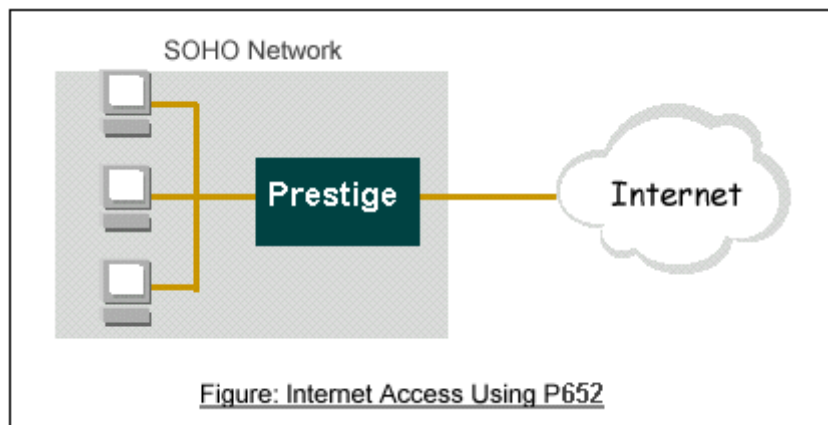 SOHO Network
Prestige
Internet
Figure: Internet Access Using P652